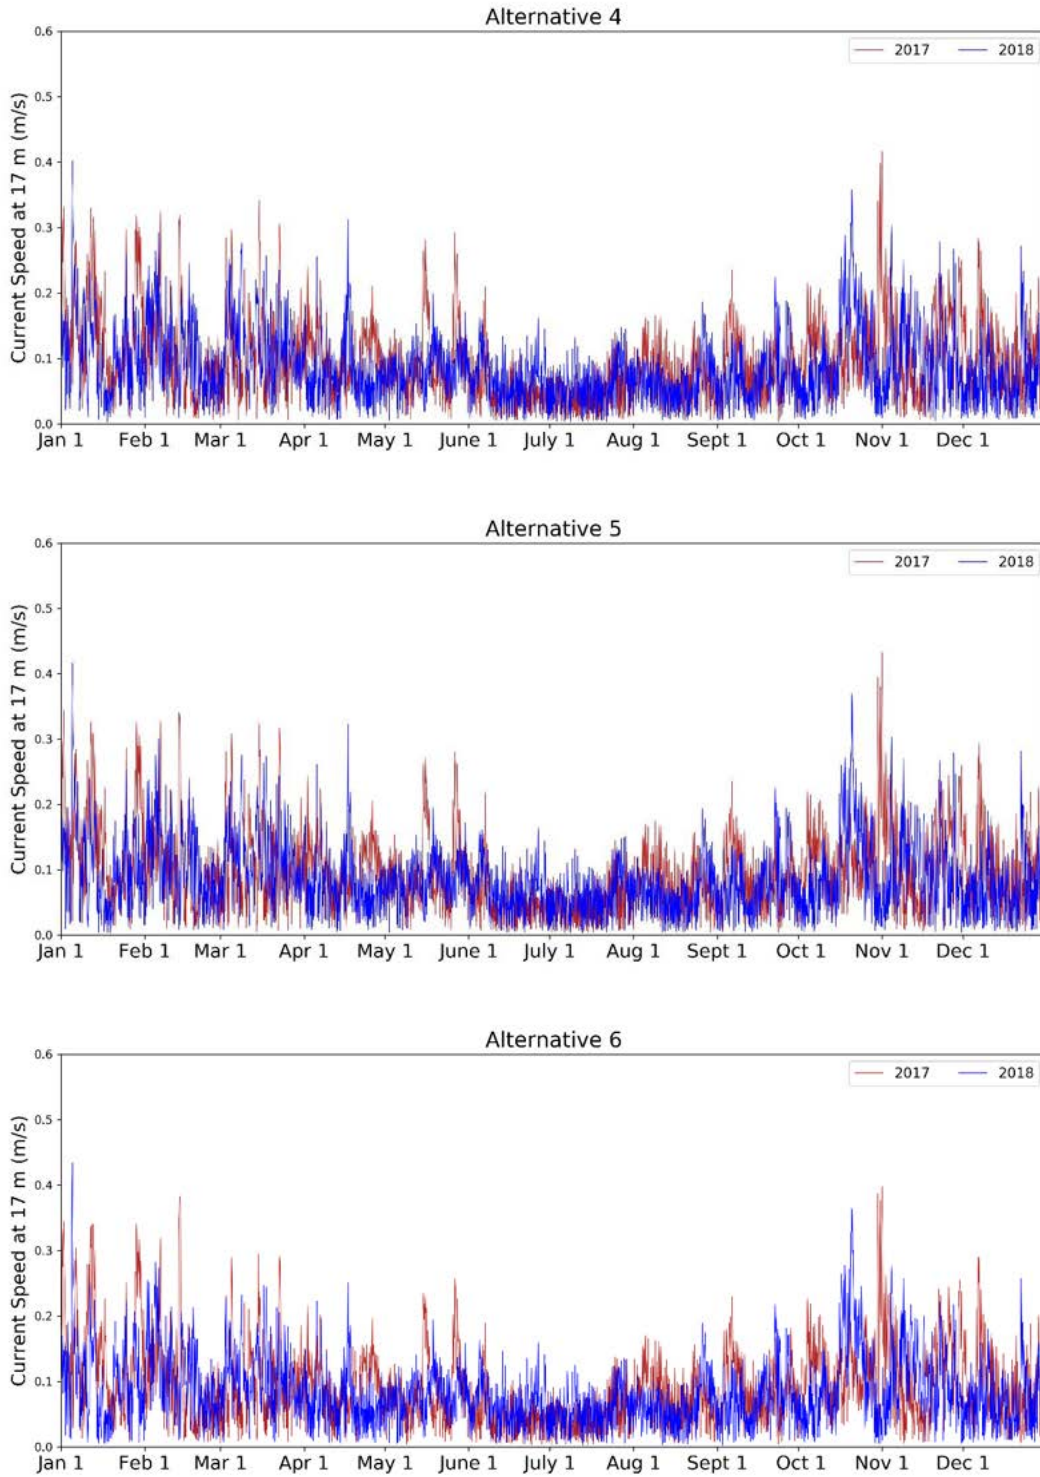 Alternative 4
Current Speed at 17 m (m/s)
0.6
0.5
0.4
0.3
0.2
0.1
0.0
2017 2018
Jan 1 Feb 1 Mar 1 Apr 1 May 1 June 1 July 1 Aug 1 Sept 1 Oct 1 Nov 1 Dec 1
Alternative 5
Current Speed at 17 m (m/s)
0.6
0.5
0.4
0.3
0.2
0.1
0.0
2017 2018
Jan 1 Feb 1 Mar 1 Apr 1 May 1 June 1 July 1 Aug 1 Sept 1 Oct 1 Nov 1 Dec 1
Alternative 6
Current Speed at 17 m (m/s)
0.6
0.5
0.4
0.3
0.2
0.1
0.0
2017 2018
Jan 1 Feb 1 Mar 1 Apr 1 May 1 June 1 July 1 Aug 1 Sept 1 Oct 1 Nov 1 Dec 1